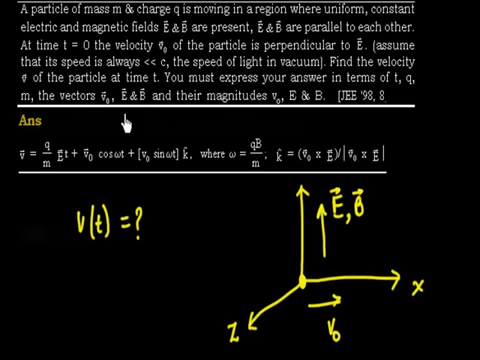 A particle of mass m & charge q is moving in a region where uniform, constant
electric and magnetic fields E⃗ & B⃗ are present, E⃗ & B⃗ are parallel to each other.
At time t = 0 the velocity v⃗₀ of the particle is perpendicular to E⃗. (assume
that its speed is always << c, the speed of light in vacuum). Find the velocity
v⃗ of the particle at time t. You must express your answer in terms of t, q,
m, the vectors v⃗₀, E⃗ & B⃗ and their magnitudes v₀, E & B. [JEE '98, 8
Ans
v⃗ = q/m E⃗t + v⃗₀ cosωt + [v₀ sinωt] k̂, where ω = qB/m; k̂ = (v⃗₀ x E⃗)/|v⃗₀ x E⃗|
E⃗, B⃗
v(t) = ?
x
z
v₀